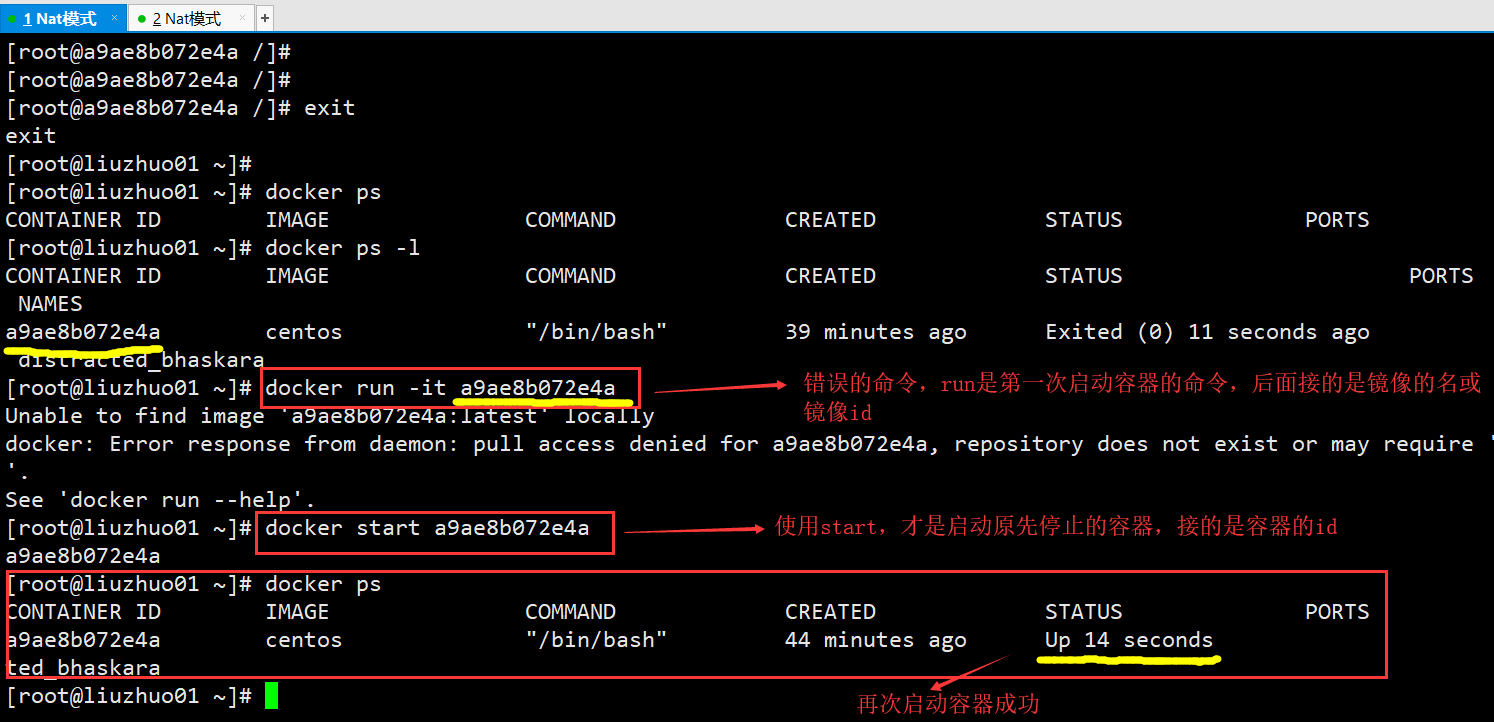 1 Nat模式 × 2 Nat模式 × +
[root@a9ae8b072e4a /]#
[root@a9ae8b072e4a /]#
[root@a9ae8b072e4a /]# exit
exit
[root@liuzhuo01 ~]#
[root@liuzhuo01 ~]# docker ps
CONTAINER ID IMAGE COMMAND CREATED STATUS PORTS
[root@liuzhuo01 ~]# docker ps -l
CONTAINER ID IMAGE COMMAND CREATED STATUS PORTS
NAMES
a9ae8b072e4a centos "/bin/bash" 39 minutes ago Exited (0) 11 seconds ago
distracted_bhaskara
[root@liuzhuo01 ~]# docker run -it a9ae8b072e4a
错误的命令，run是第一次启动容器的命令，后面接的是镜像的名或
镜像id
Unable to find image 'a9ae8b072e4a:latest' locally
docker: Error response from daemon: pull access denied for a9ae8b072e4a, repository does not exist or may require '
'.
See 'docker run --help'.
[root@liuzhuo01 ~]# docker start a9ae8b072e4a
使用start，才是启动原先停止的容器，接的是容器的id
a9ae8b072e4a
[root@liuzhuo01 ~]# docker ps
CONTAINER ID IMAGE COMMAND CREATED STATUS PORTS
a9ae8b072e4a centos "/bin/bash" 44 minutes ago Up 14 seconds
ted_bhaskara
[root@liuzhuo01 ~]#
再次启动容器成功